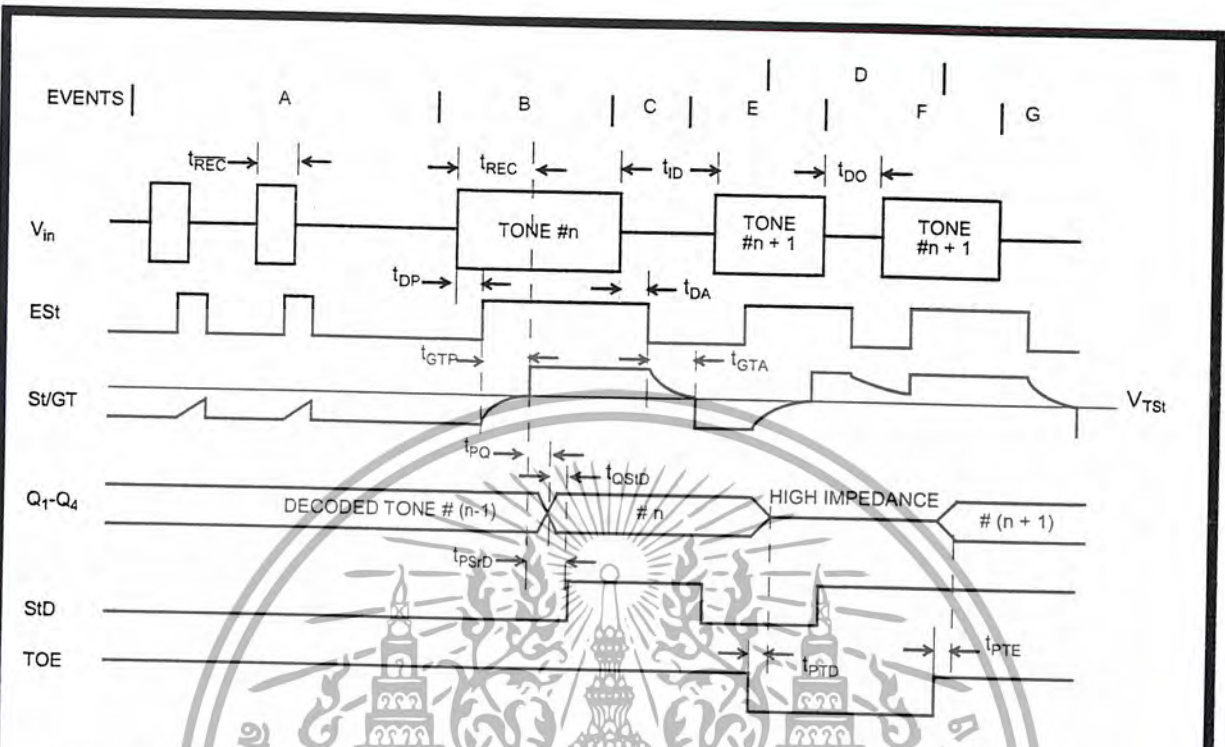 EVENTS A B C D E F G
tREC tREC tID tDO
Vin TONE #n TONE #n + 1 TONE #n + 1
tDP tDA
ESt
tGTP tGTA
St/GT VTSt
tPQ tQStD
Q1-Q4 DECODED TONE # (n-1) # n HIGH IMPEDANCE # (n + 1)
tPSrD
StD
tPTE
TOE tPTD